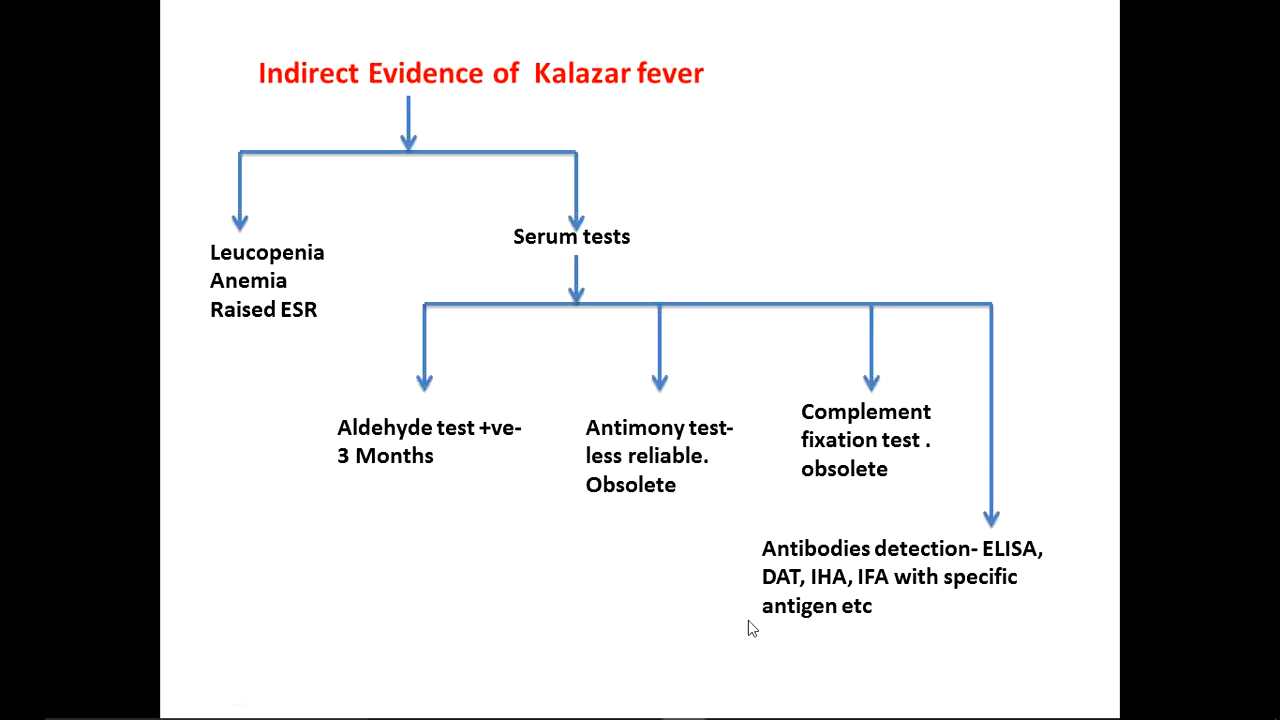 Indirect Evidence of Kalazar fever
Leucopenia
Anemia
Raised ESR
Serum tests
Aldehyde test +ve-
3 Months
Antimony test-
less reliable.
Obsolete
Complement
fixation test .
obsolete
Antibodies detection- ELISA,
DAT, IHA, IFA with specific
antigen etc